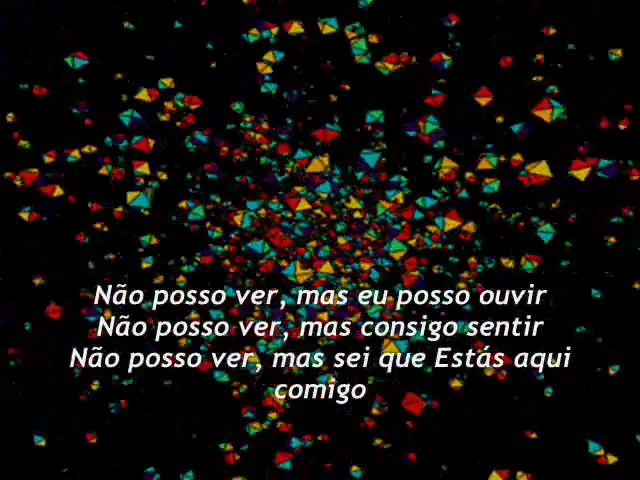 Não posso ver, mas eu posso ouvir
Não posso ver, mas consigo sentir
Não posso ver, mas sei que Estás aqui
comigo